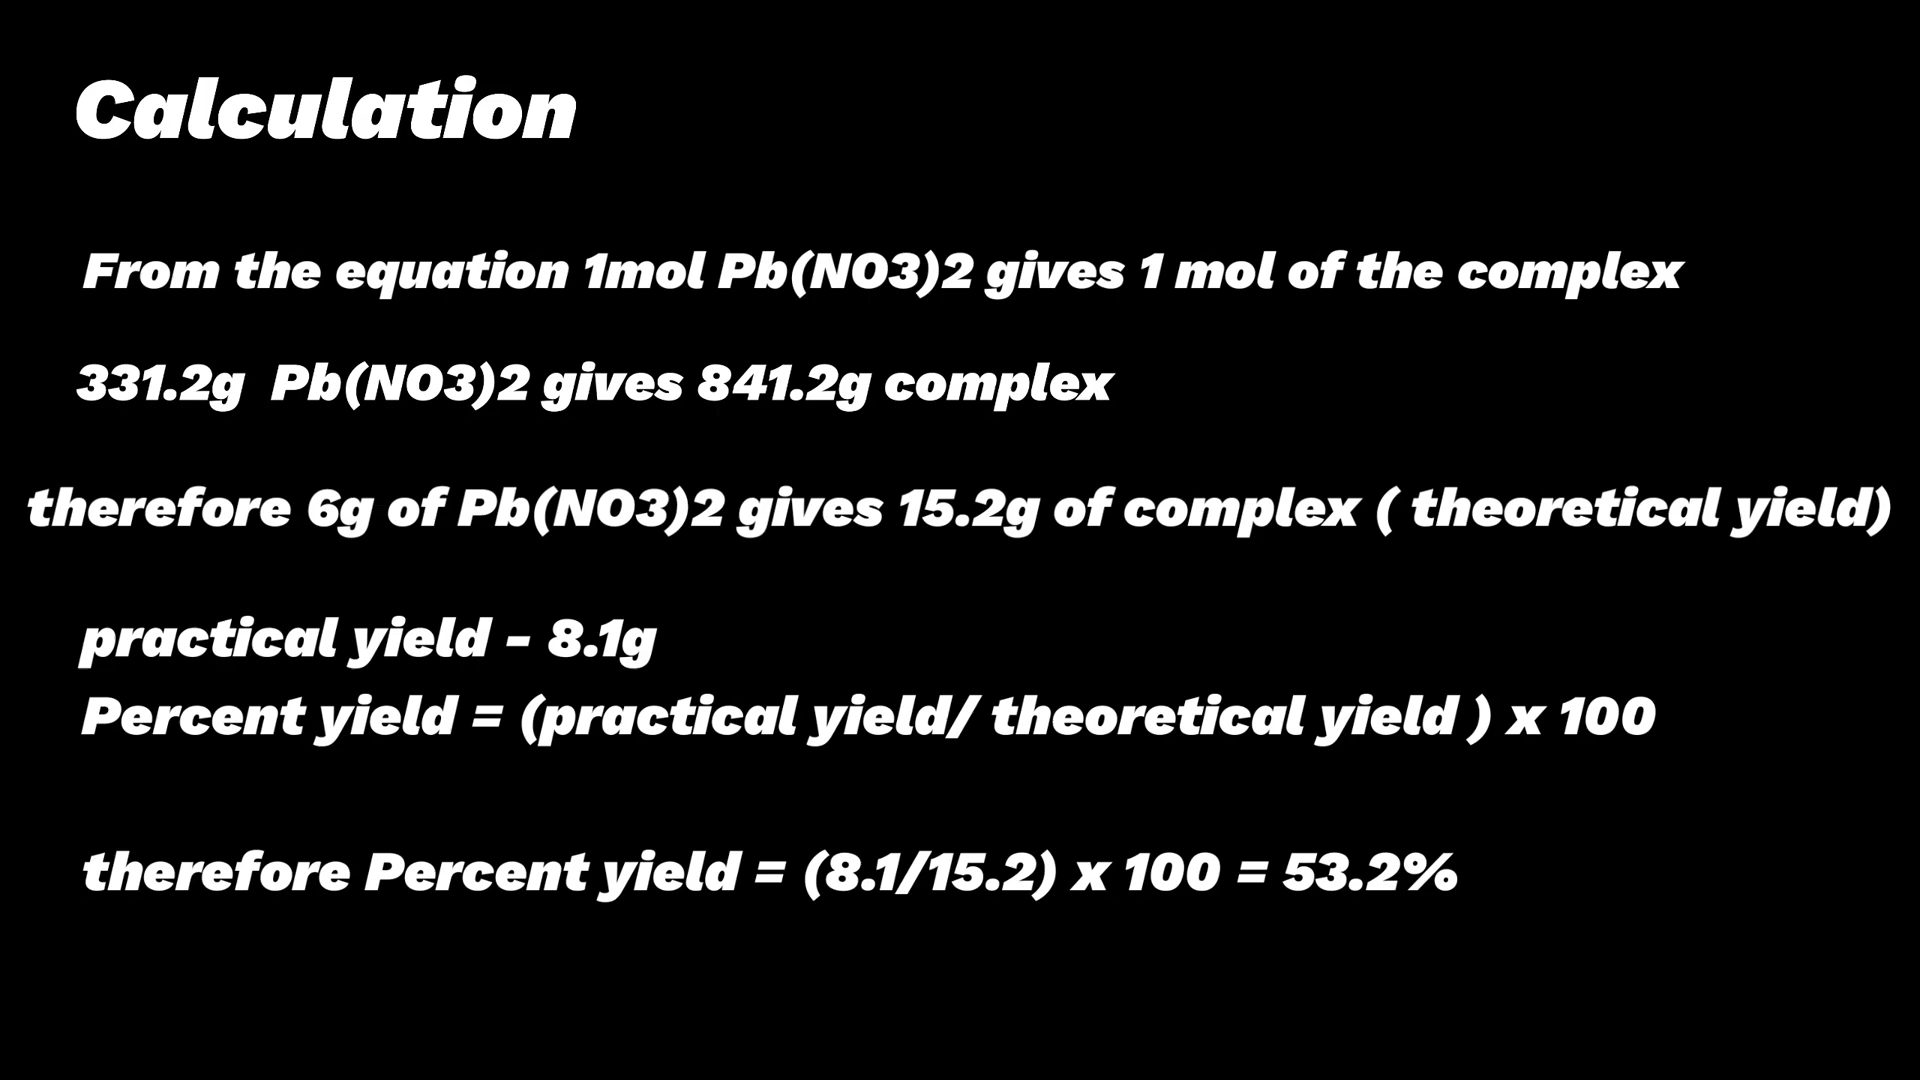 Calculation
From the equation 1mol Pb(NO3)2 gives 1 mol of the complex
331.2g Pb(NO3)2 gives 841.2g complex
therefore 6g of Pb(NO3)2 gives 15.2g of complex ( theoretical yield)
practical yield - 8.1g
Percent yield = (practical yield/ theoretical yield ) x 100
therefore Percent yield = (8.1/15.2) x 100 = 53.2%